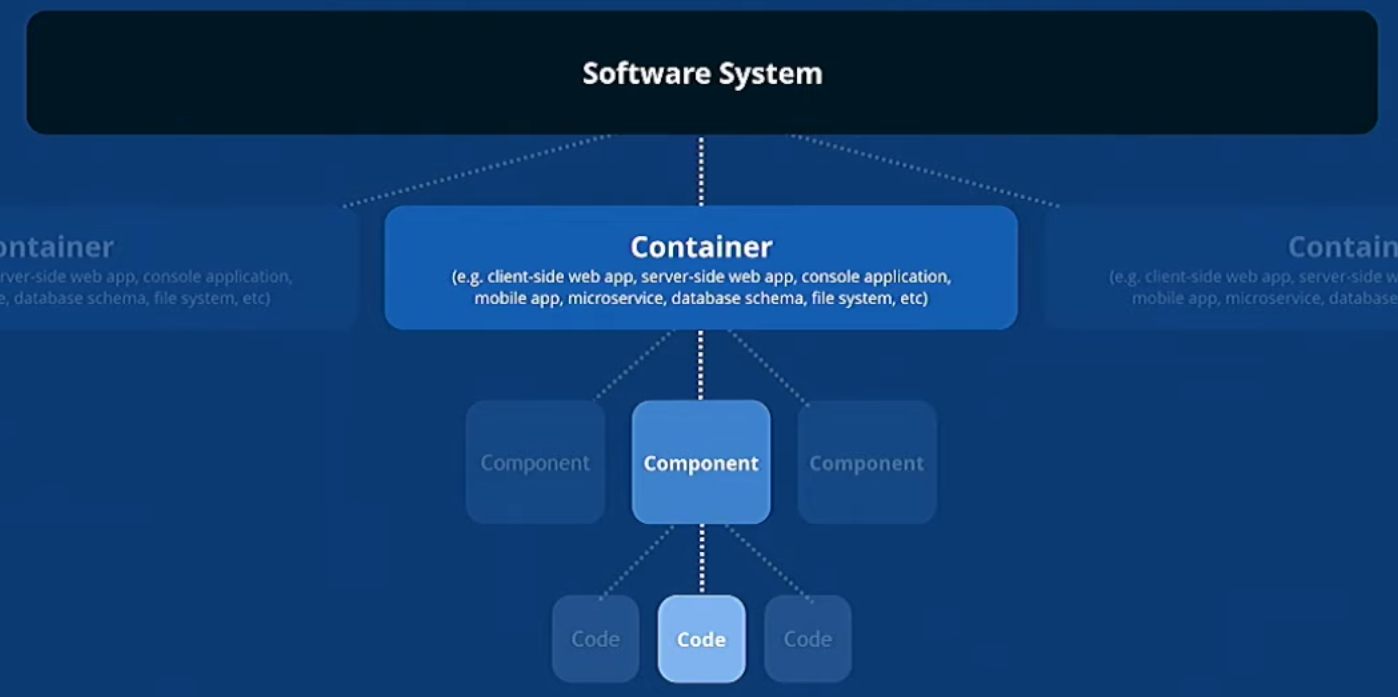 Software System
ontainer
rver-side web app, console application,
e, database schema, file system, etc)
Container
(e.g. client-side web app, server-side web app, console application,
mobile app, microservice, database schema, file system, etc)
Contain
(e.g. client-side web app, server-side w
mobile app, microservice, database
Component
Component
Component
Code
Code
Code